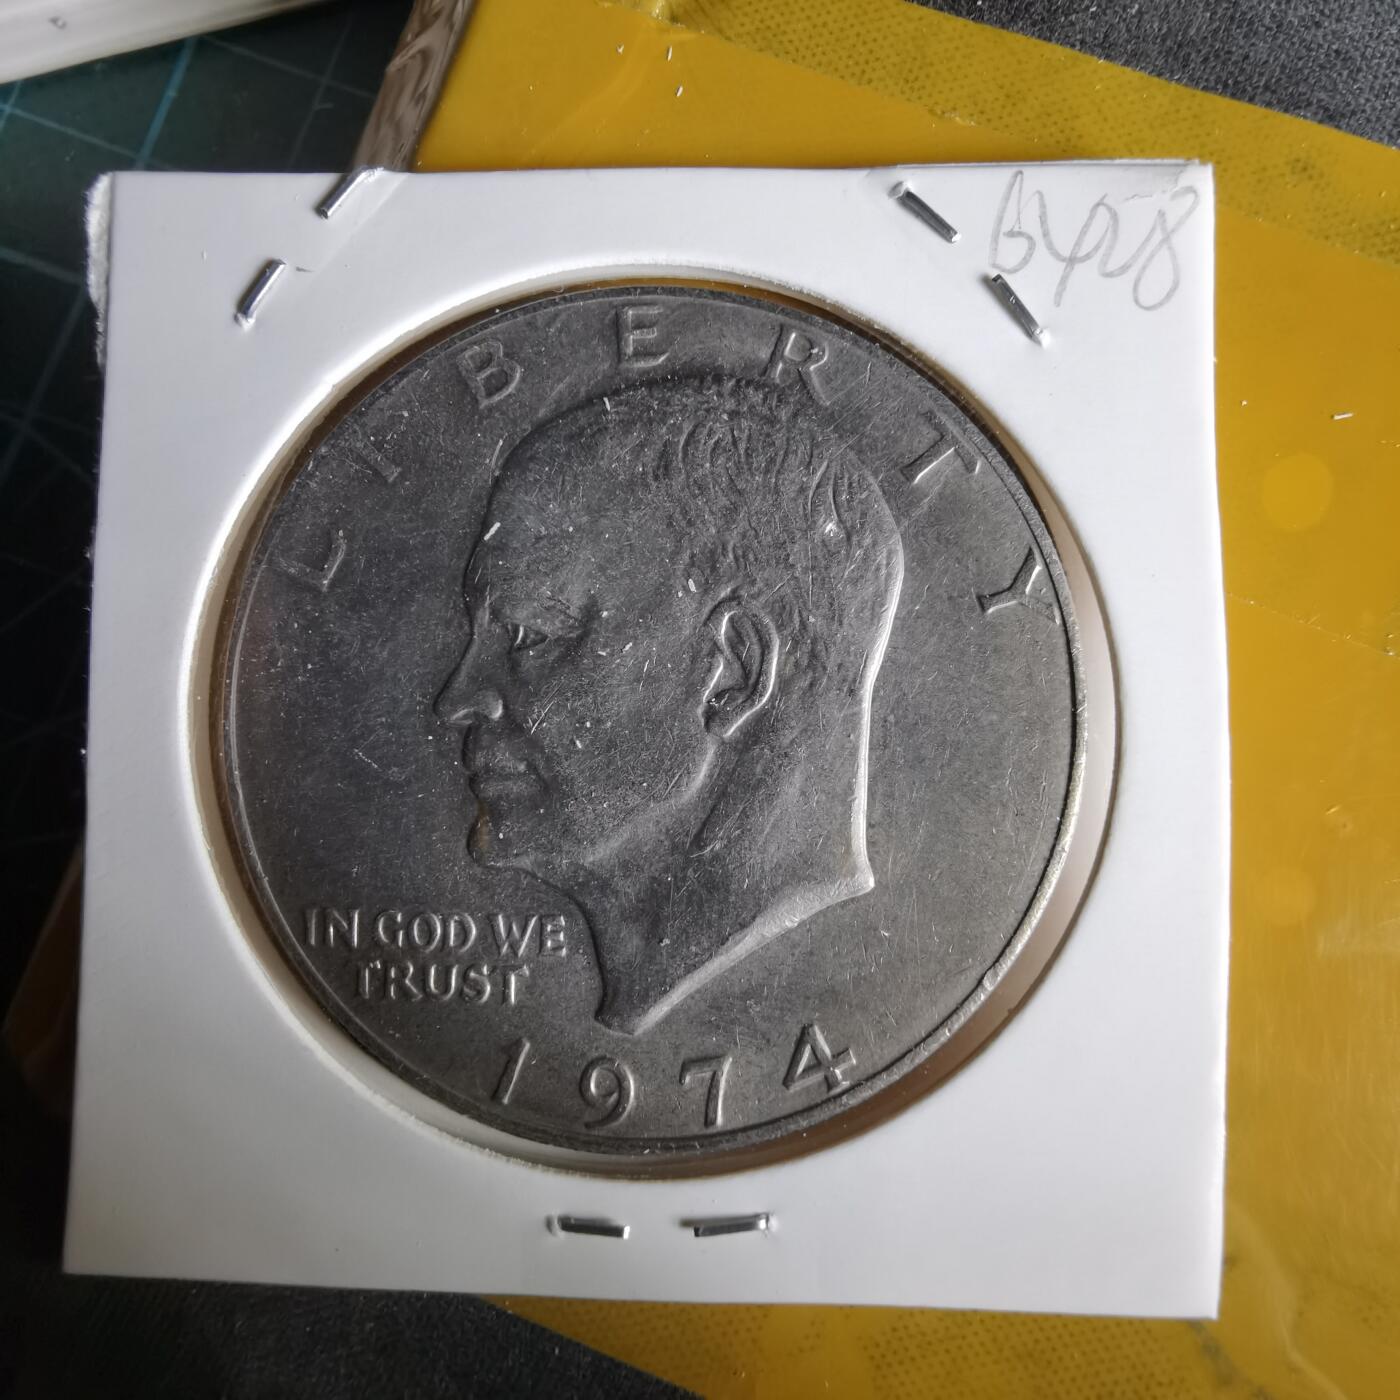 LIBERTY
IN GOD WE
TRUST
1974